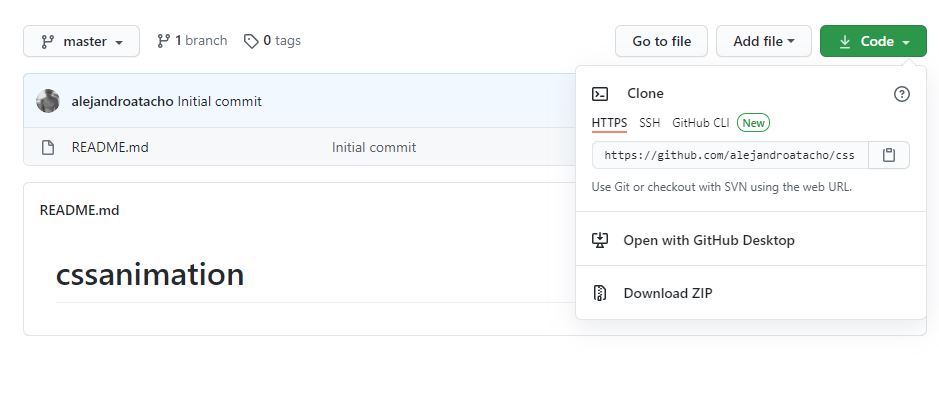 master 1 branch 0 tags Go to file Add file Code
alejandroatacho Initial commit
README.md Initial commit
README.md
cssanimation
Clone
HTTPS SSH GitHub CLI New
https://github.com/alejandroatacho/css
Use Git or checkout with SVN using the web URL.
Open with GitHub Desktop
Download ZIP